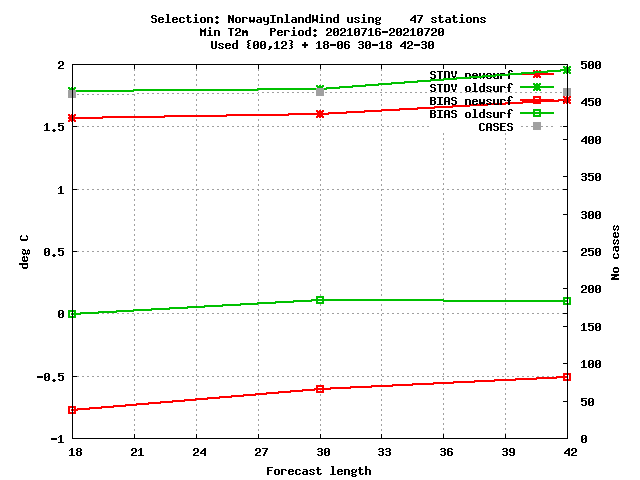 Selection: NorwayInlandWind using 47 stations
Min T2m Period: 20210716-20210720
Used {00,12} + 18-06 30-18 42-30
STDV newsurf
STDV oldsurf
BIAS newsurf
BIAS oldsurf
CASES
2
1.5
1
0.5
0
-0.5
-1
deg C
500
450
400
350
300
250
200
150
100
50
0
No cases
18 21 24 27 30 33 36 39 42
Forecast length